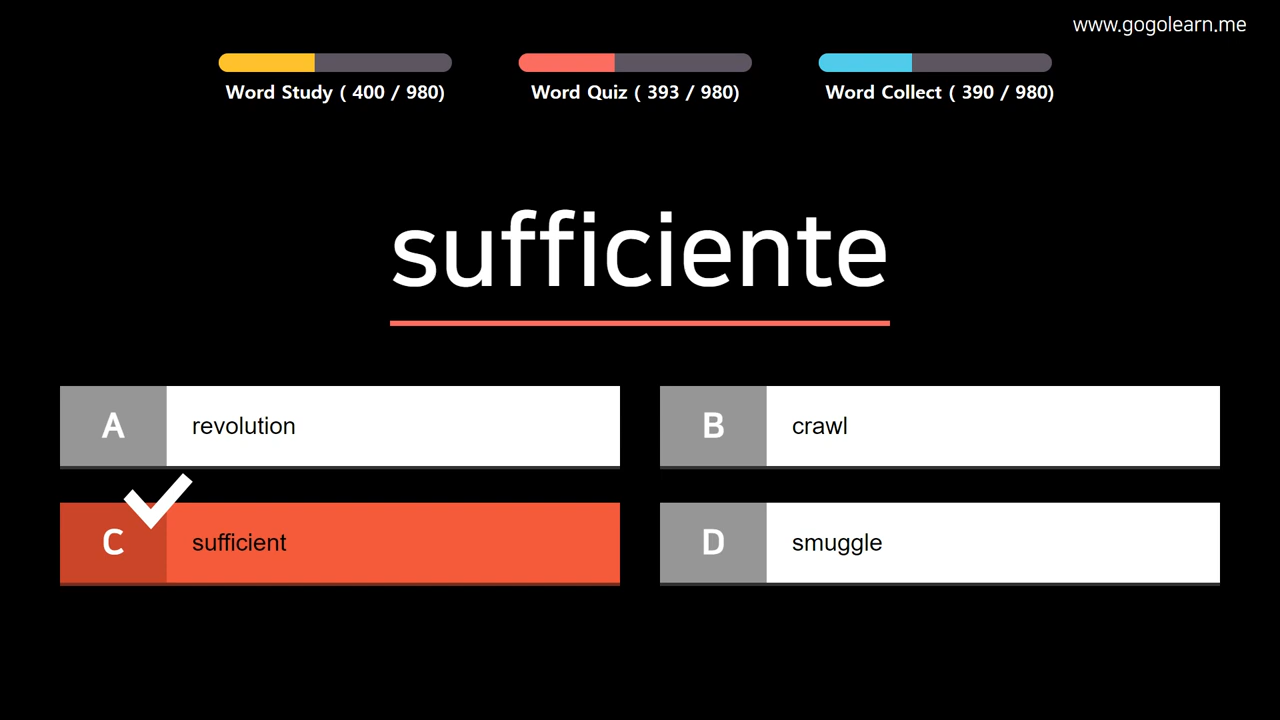 www.gogolearn.me
Word Study ( 400 / 980)
Word Quiz ( 393 / 980)
Word Collect ( 390 / 980)
sufficiente
A revolution
B crawl
C sufficient
D smuggle